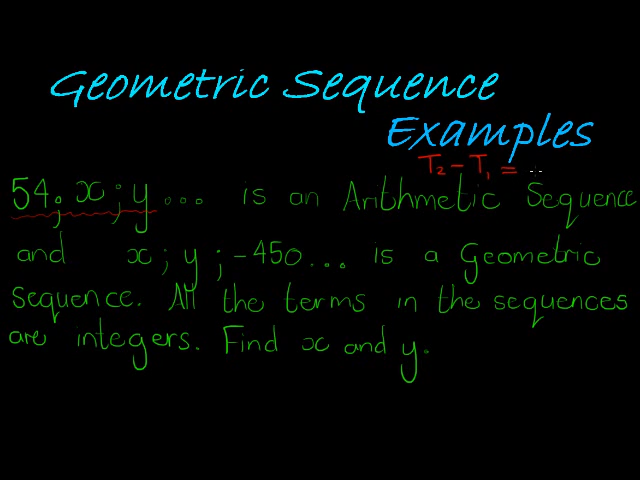 Geometric Sequence
Examples
T₂ - T₁ =
54; x; y... is an Arithmetic Sequence
and x; y; -450... is a Geometric
sequence. All the terms in the sequences
are integers. Find x and y.